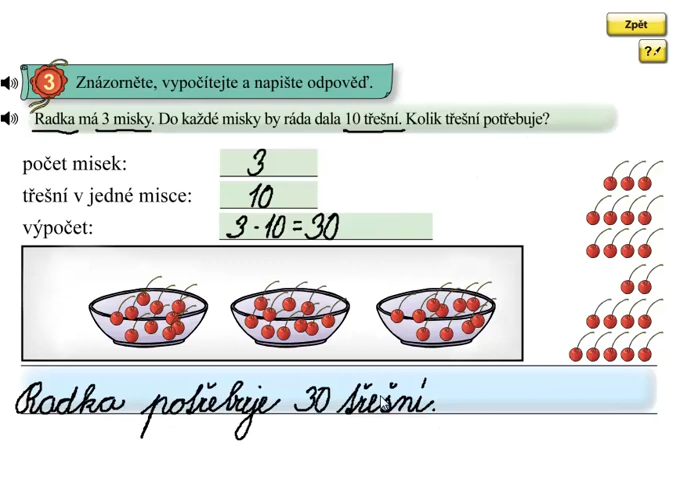 Zpět
?
3 Znázorněte, vypočítejte a napište odpověď.
Radka má 3 misky. Do každé misky by ráda dala 10 třešní. Kolik třešní potřebuje?
počet misek: 3
třešní v jedné misce: 10
výpočet: 3 · 10 = 30
Radka potřebuje 30 třešní.